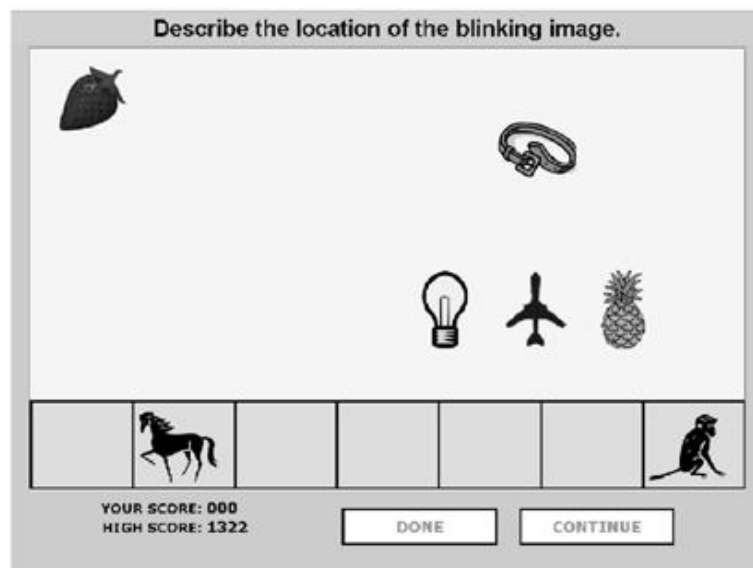 Describe the location of the blinking image.
YOUR SCORE: 000
HIGH SCORE: 1322
DONE
CONTINUE